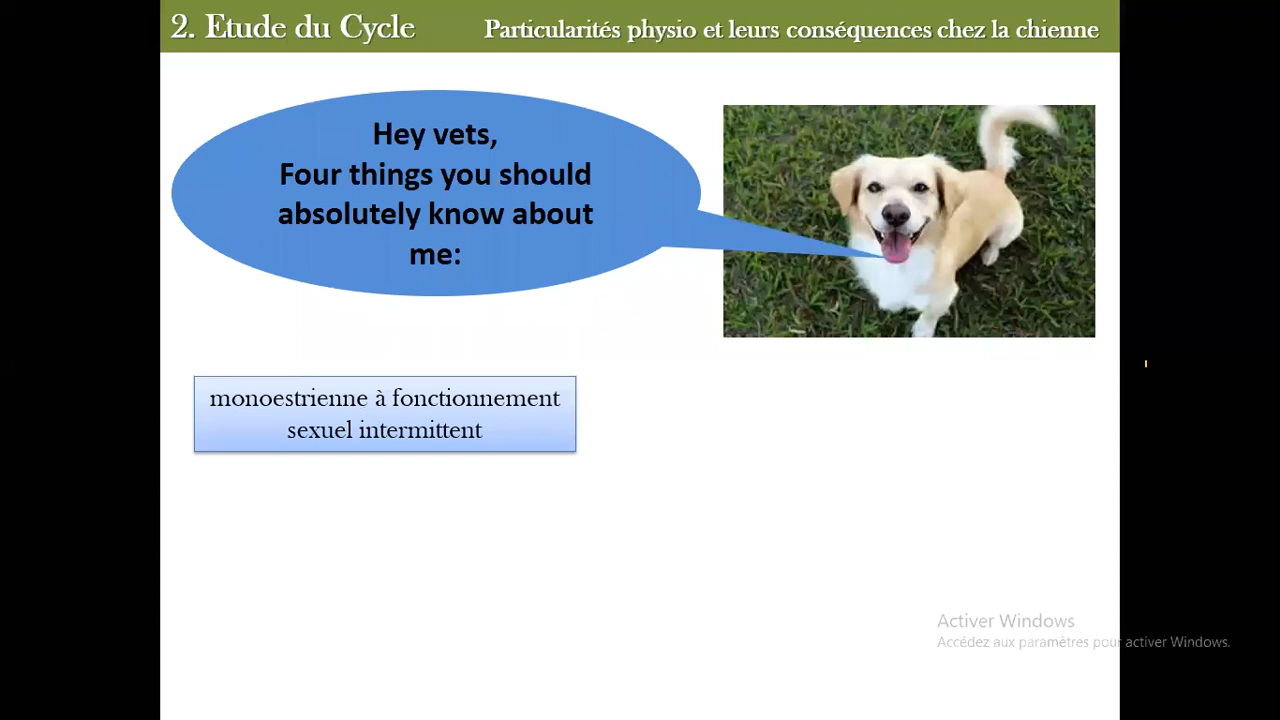 2. Etude du Cycle
Particularités physio et leurs conséquences chez la chienne
Hey vets,
Four things you should
absolutely know about
me:
monoestrienne à fonctionnement
sexuel intermittent
Activer Windows
Accédez aux paramètres pour activer Windows.